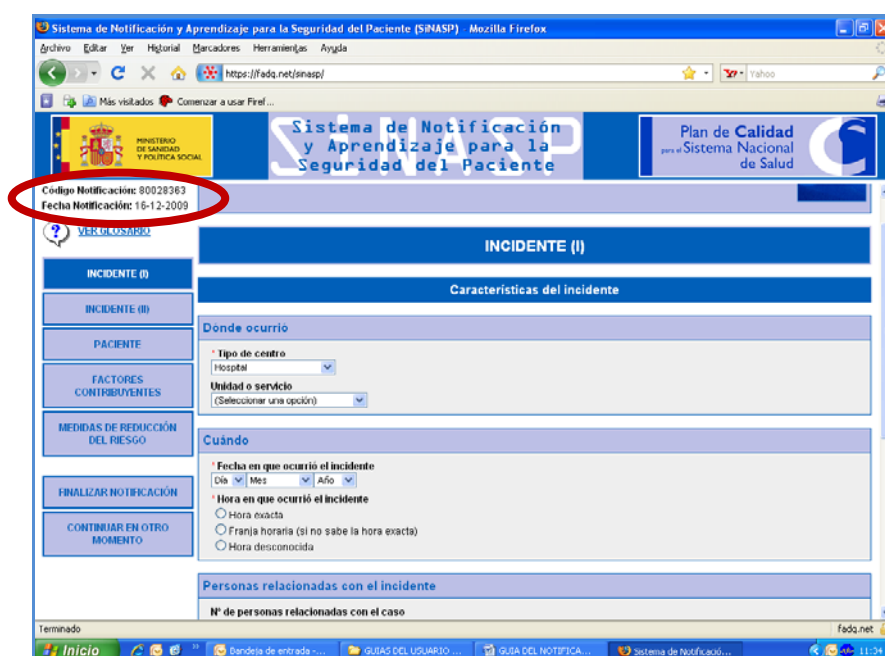 Sistema de Notificación y Aprendizaje para la Seguridad del Paciente (SiNASP) - Mozilla Firefox
Archivo Editar Ver Historial Marcadores Herramientas Ayuda
https://fadq.net/sinasp/
Yahoo
Más visitados Comenzar a usar Firef...
MINISTERIO
DE SANIDAD
Y POLÍTICA SOCIAL
SiNASP
Sistema de Notificación
y Aprendizaje para la
Seguridad del Paciente
Plan de Calidad
para el Sistema Nacional
de Salud
Código Notificación: 80028363
Fecha Notificación: 16-12-2009
VER GLOSARIO
INCIDENTE (I)
INCIDENTE (II)
PACIENTE
FACTORES
CONTRIBUYENTES
MEDIDAS DE REDUCCIÓN
DEL RIESGO
FINALIZAR NOTIFICACIÓN
CONTINUAR EN OTRO
MOMENTO
INCIDENTE (I)
Características del incidente
Dónde ocurrió
* Tipo de centro
Hospital
Unidad o servicio
(Seleccionar una opción)
Cuándo
* Fecha en que ocurrió el incidente
Día Mes Año
* Hora en que ocurrió el incidente
Hora exacta
Franja horaria (si no sabe la hora exacta)
Hora desconocida
Personas relacionadas con el incidente
Nº de personas relacionadas con el caso
Terminado
fadq.net
Inicio
Bandeja de entrada -...
GUIAS DEL USUARIO ...
GUIA DEL NOTIFICA...
Sistema de Notificació...
11:04